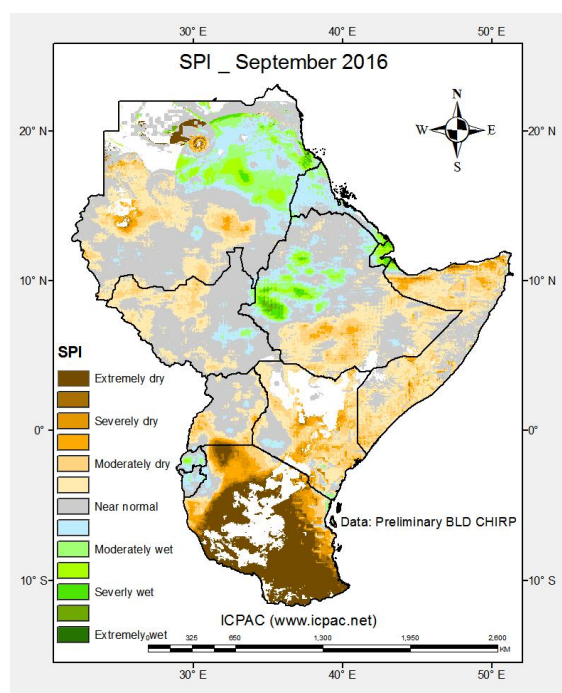 30° E 40° E 50° E
SPI _ September 2016
N
W E
S
20° N 20° N
10° N 10° N
SPI
Extremely dry
Severely dry
0° 0°
Moderately dry
Near normal
Data: Preliminary BLD CHIRP
Moderately wet
10° S 10° S
Severly wet
ICPAC (www.icpac.net)
Extremely wet
0 325 650 1,300 1,950 2,600
KM
30° E 40° E 50° E